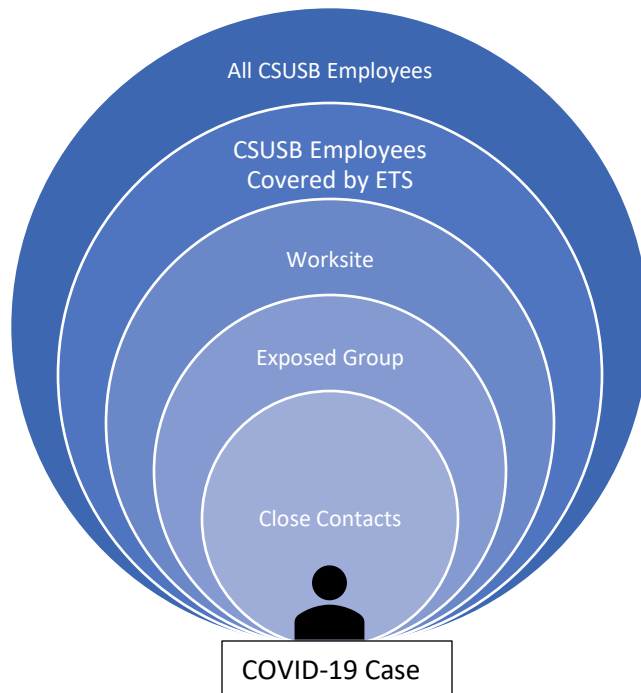 All CSUSB Employees
CSUSB Employees
Covered by ETS
Worksite
Exposed Group
Close Contacts
COVID-19 Case